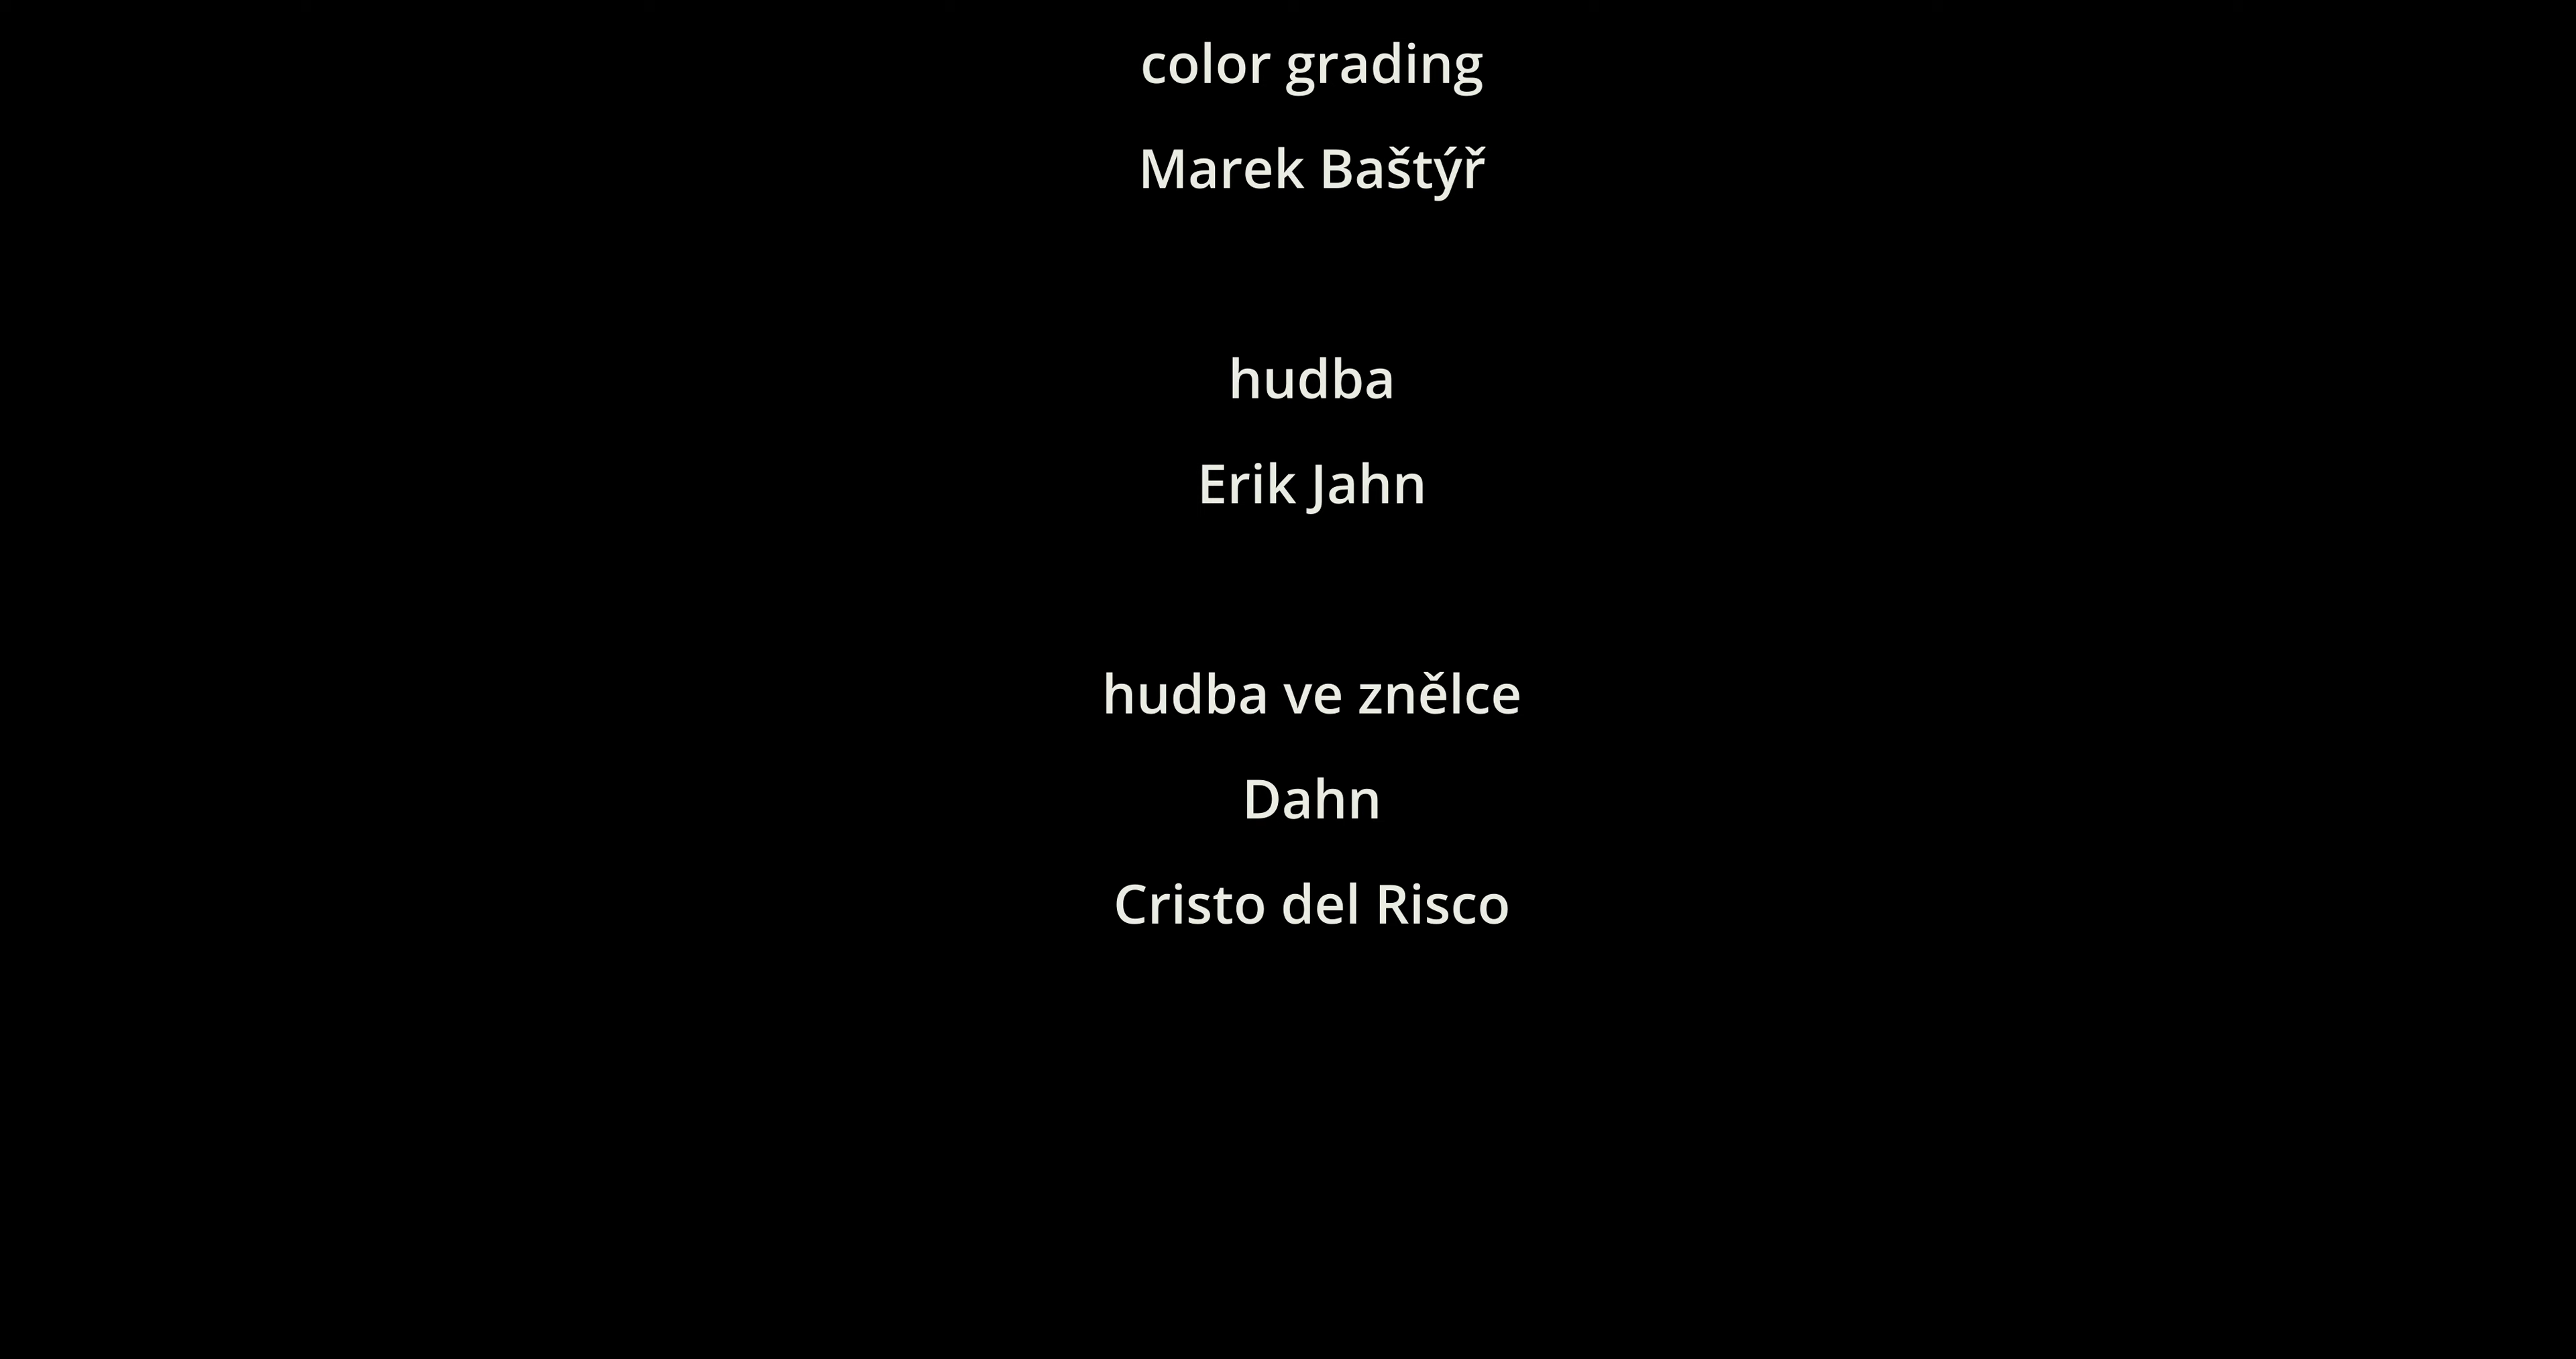 color grading
Marek Baštýř
hudba
Erik Jahn
hudba ve znělce
Dahn
Cristo del Risco